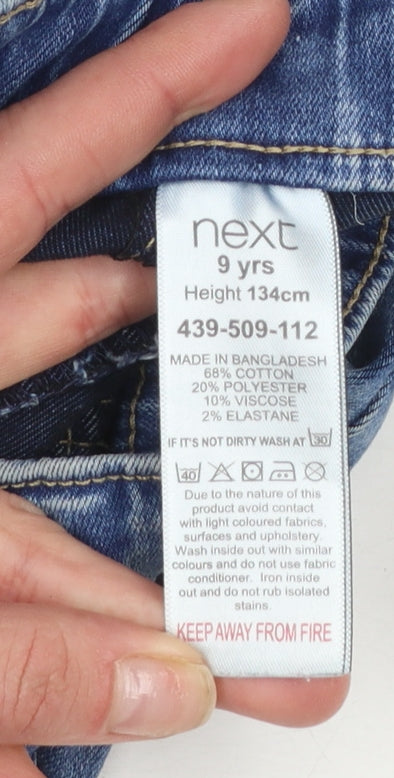 next
9 yrs
Height 134cm
439-509-112
MADE IN BANGLADESH
68% COTTON
20% POLYESTER
10% VISCOSE
2% ELASTANE
IF IT'S NOT DIRTY WASH AT 30
40
Due to the nature of this
product avoid contact
with light coloured fabrics,
surfaces and upholstery.
Wash inside out with similar
colours and do not use fabric
conditioner. Iron inside
out and do not rub isolated
stains.
KEEP AWAY FROM FIRE